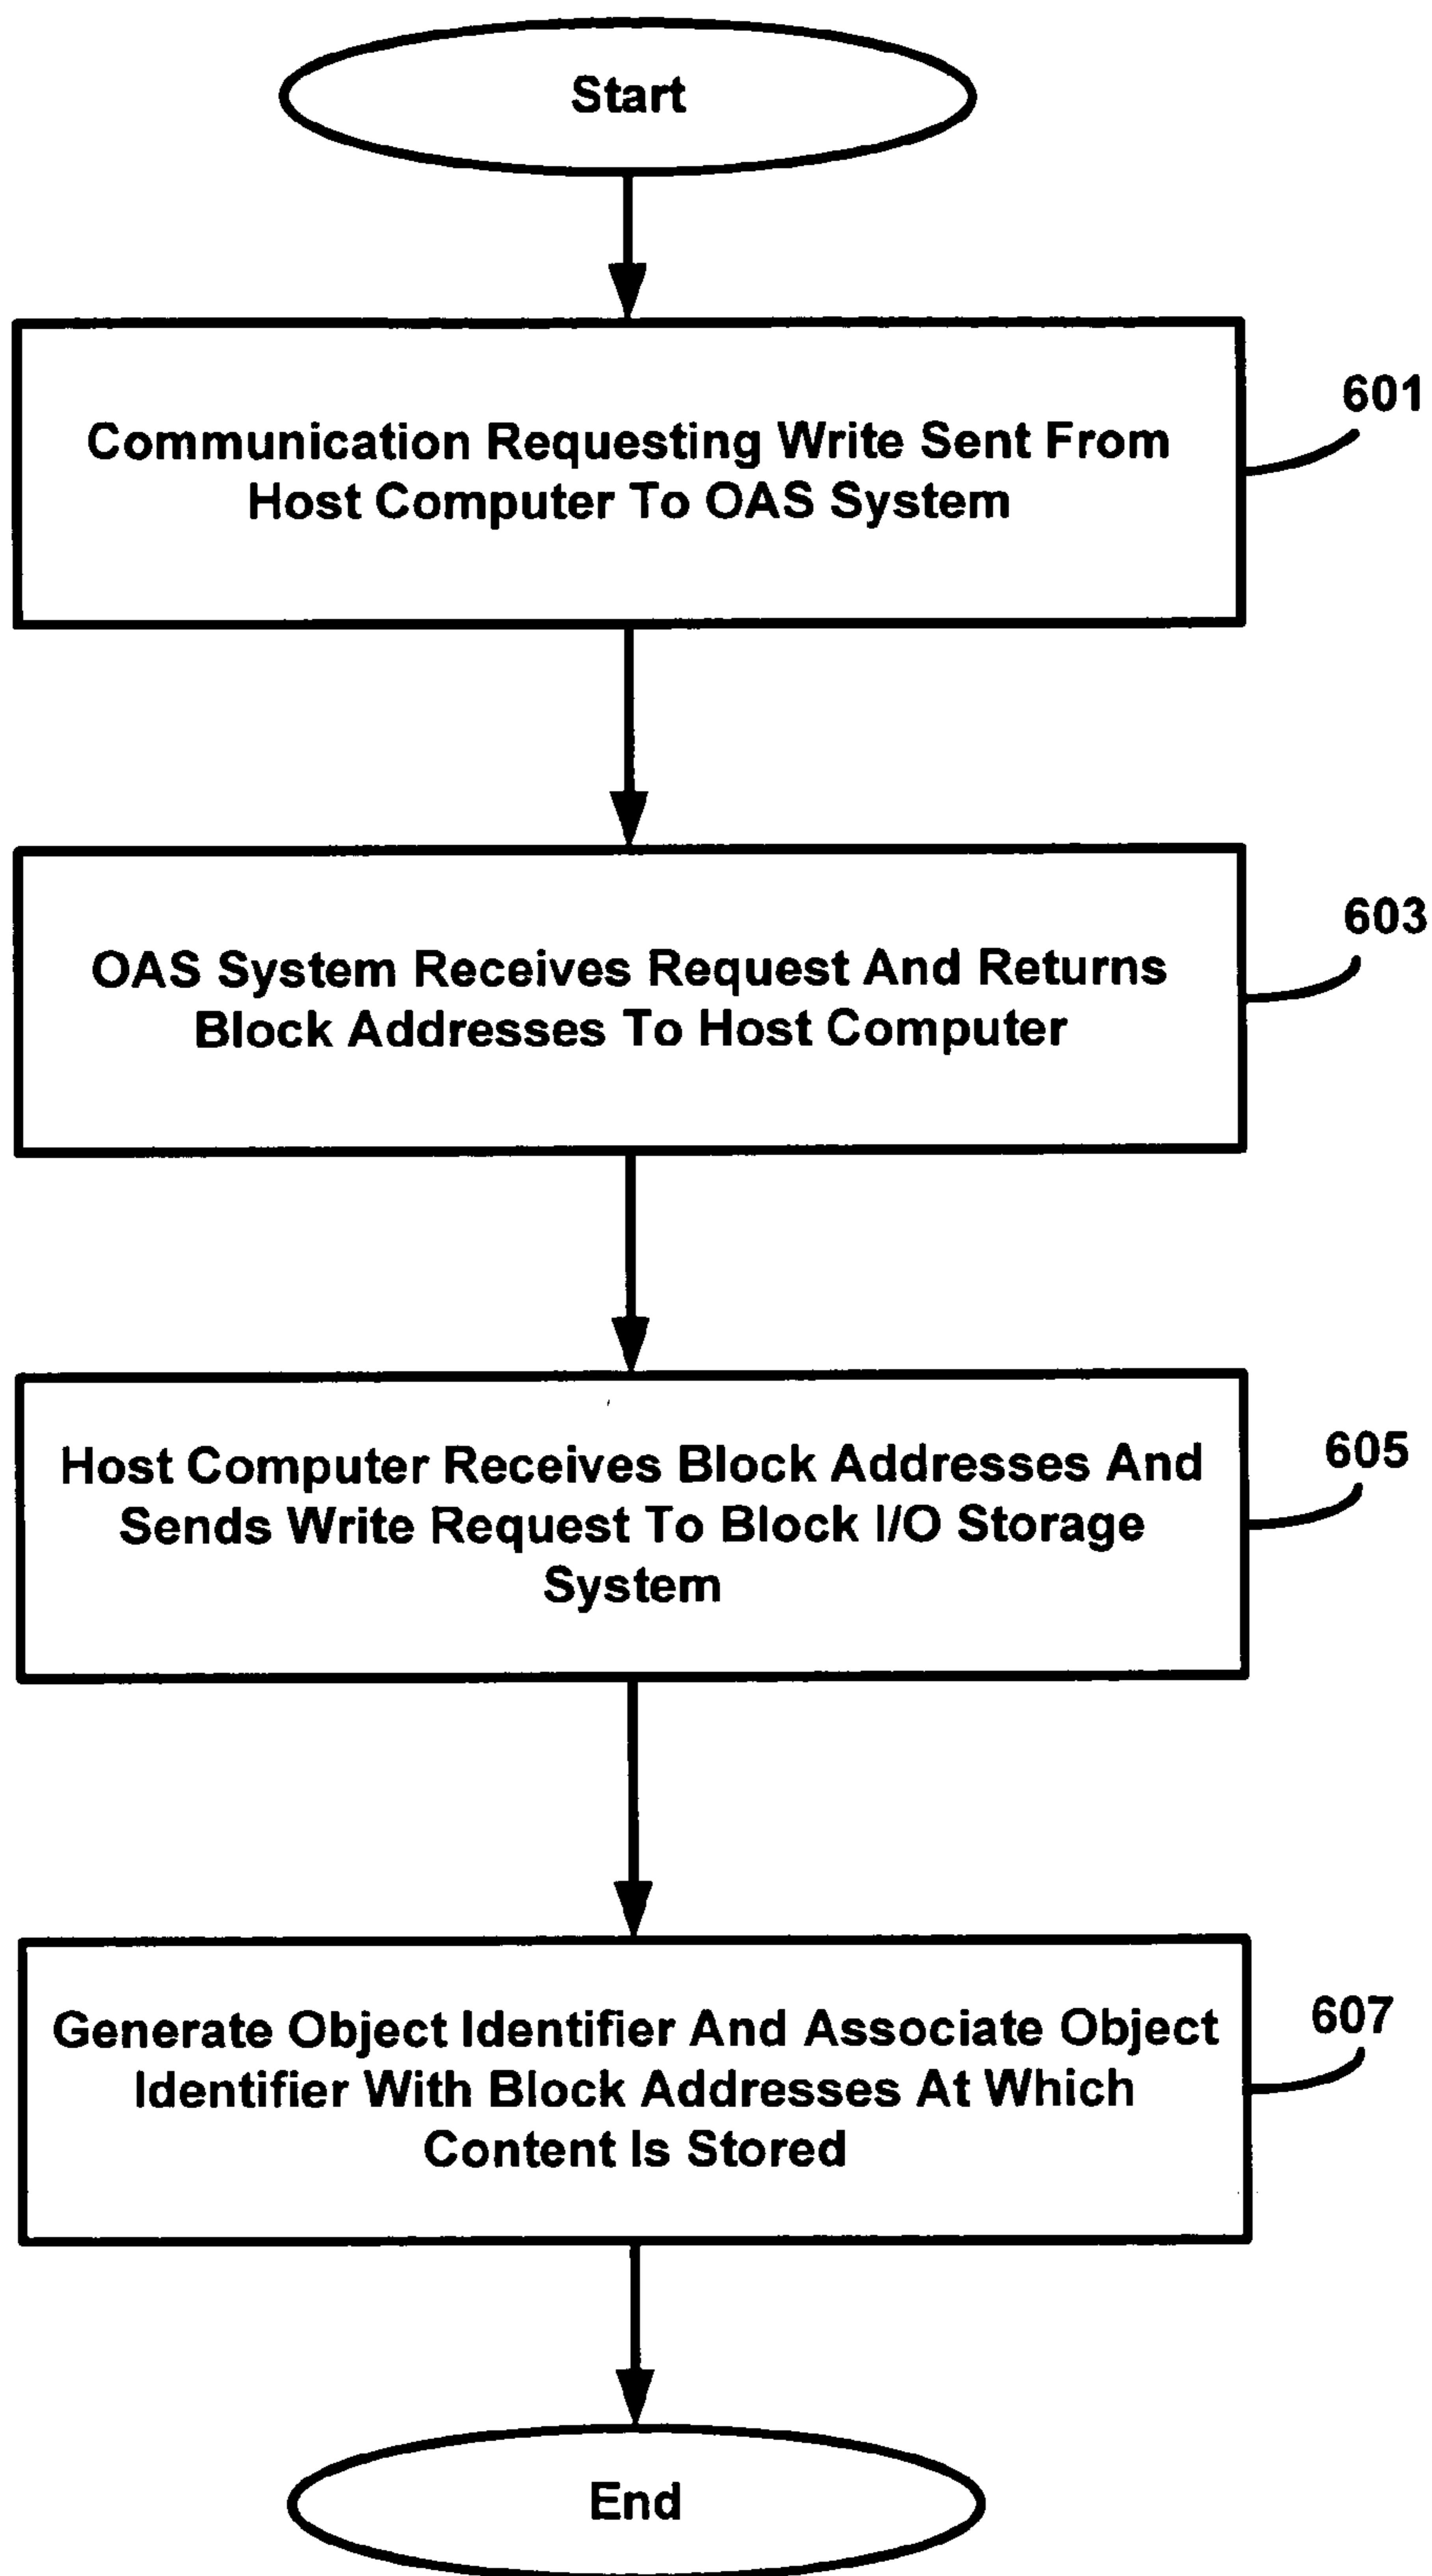 Start
601
Communication Requesting Write Sent From
Host Computer To OAS System
603
OAS System Receives Request And Returns
Block Addresses To Host Computer
605
Host Computer Receives Block Addresses And
Sends Write Request To Block I/O Storage
System
607
Generate Object Identifier And Associate Object
Identifier With Block Addresses At Which
Content Is Stored
End